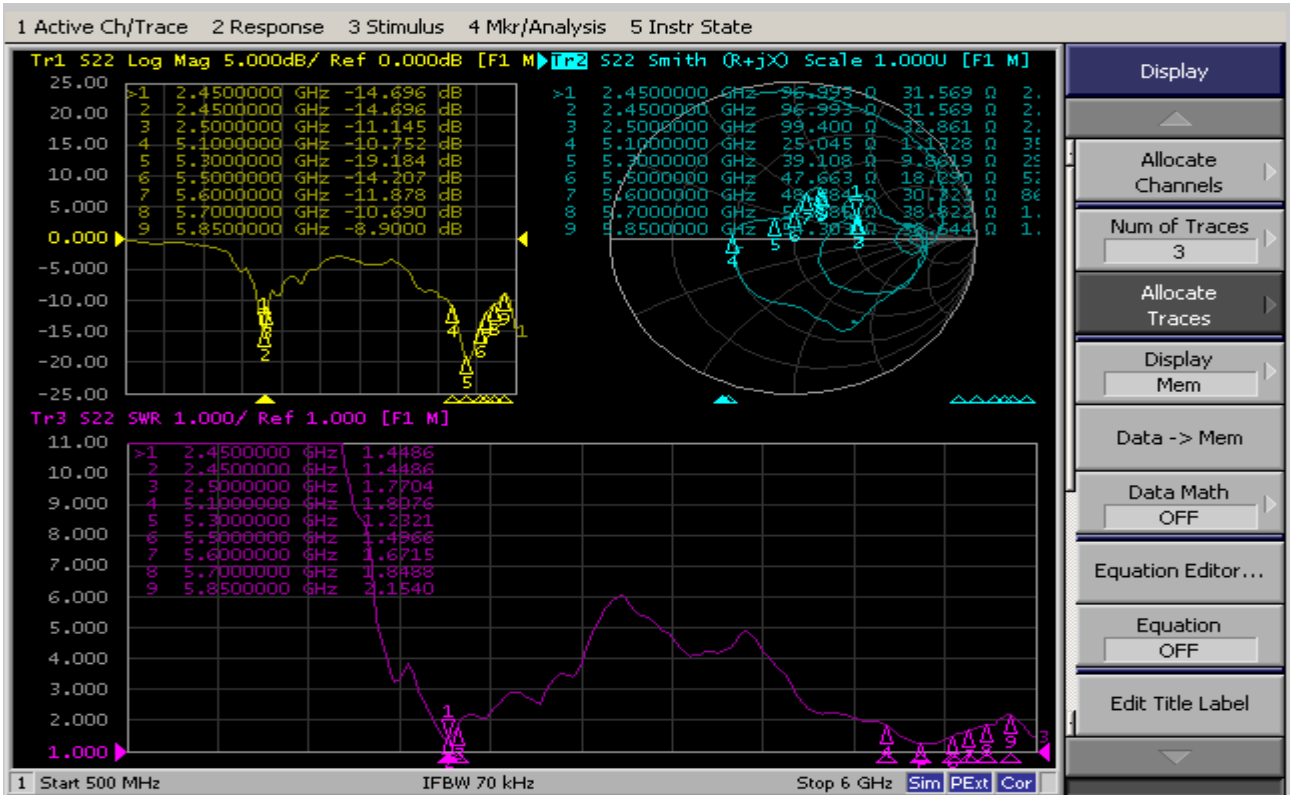 1 Active Ch/Trace 2 Response 3 Stimulus 4 Mkr/Analysis 5 Instr State
Tr1 S22 Log Mag 5.000dB/ Ref 0.000dB [F1 M]
25.00
20.00
15.00
10.00
5.000
0.000
-5.000
-10.00
-15.00
-20.00
-25.00
>1 2.4500000 GHz -14.696 dB
2 2.4500000 GHz -14.696 dB
3 2.5000000 GHz -11.145 dB
4 5.1000000 GHz -10.752 dB
5 5.3000000 GHz -19.184 dB
6 5.5000000 GHz -14.207 dB
7 5.6000000 GHz -11.878 dB
8 5.7000000 GHz -10.690 dB
9 5.8500000 GHz -8.9000 dB
Tr2 S22 Smith (R+jX) Scale 1.000U [F1 M]
>1 2.4500000 GHz 96.993 Ω 31.569 Ω 2.
2 2.4500000 GHz 96.993 Ω 31.569 Ω 2.
3 2.5000000 GHz 99.400 Ω 32.861 Ω 2.
4 5.1000000 GHz 25.045 Ω
5 5.3000000 GHz 39.108 Ω
6 5.5000000 GHz 47.663 Ω
7 5.6000000 GHz
8 5.7000000 GHz
9 5.8500000 GHz
Tr3 S22 SWR 1.000/ Ref 1.000 [F1 M]
11.00
10.00
9.000
8.000
7.000
6.000
5.000
4.000
3.000
2.000
1.000
>1 2.4500000 GHz 1.4486
2 2.4500000 GHz 1.4486
3 2.5000000 GHz 1.7704
4 5.1000000 GHz 1.8076
5 5.3000000 GHz 1.2321
6 5.5000000 GHz 1.4966
7 5.6000000 GHz 1.6715
8 5.7000000 GHz 1.8488
9 5.8500000 GHz 2.1540
1 Start 500 MHz IFBW 70 kHz Stop 6 GHz Sim PExt Cor
Display
Allocate
Channels
Num of Traces
3
Allocate
Traces
Display
Mem
Data -> Mem
Data Math
OFF
Equation Editor...
Equation
OFF
Edit Title Label